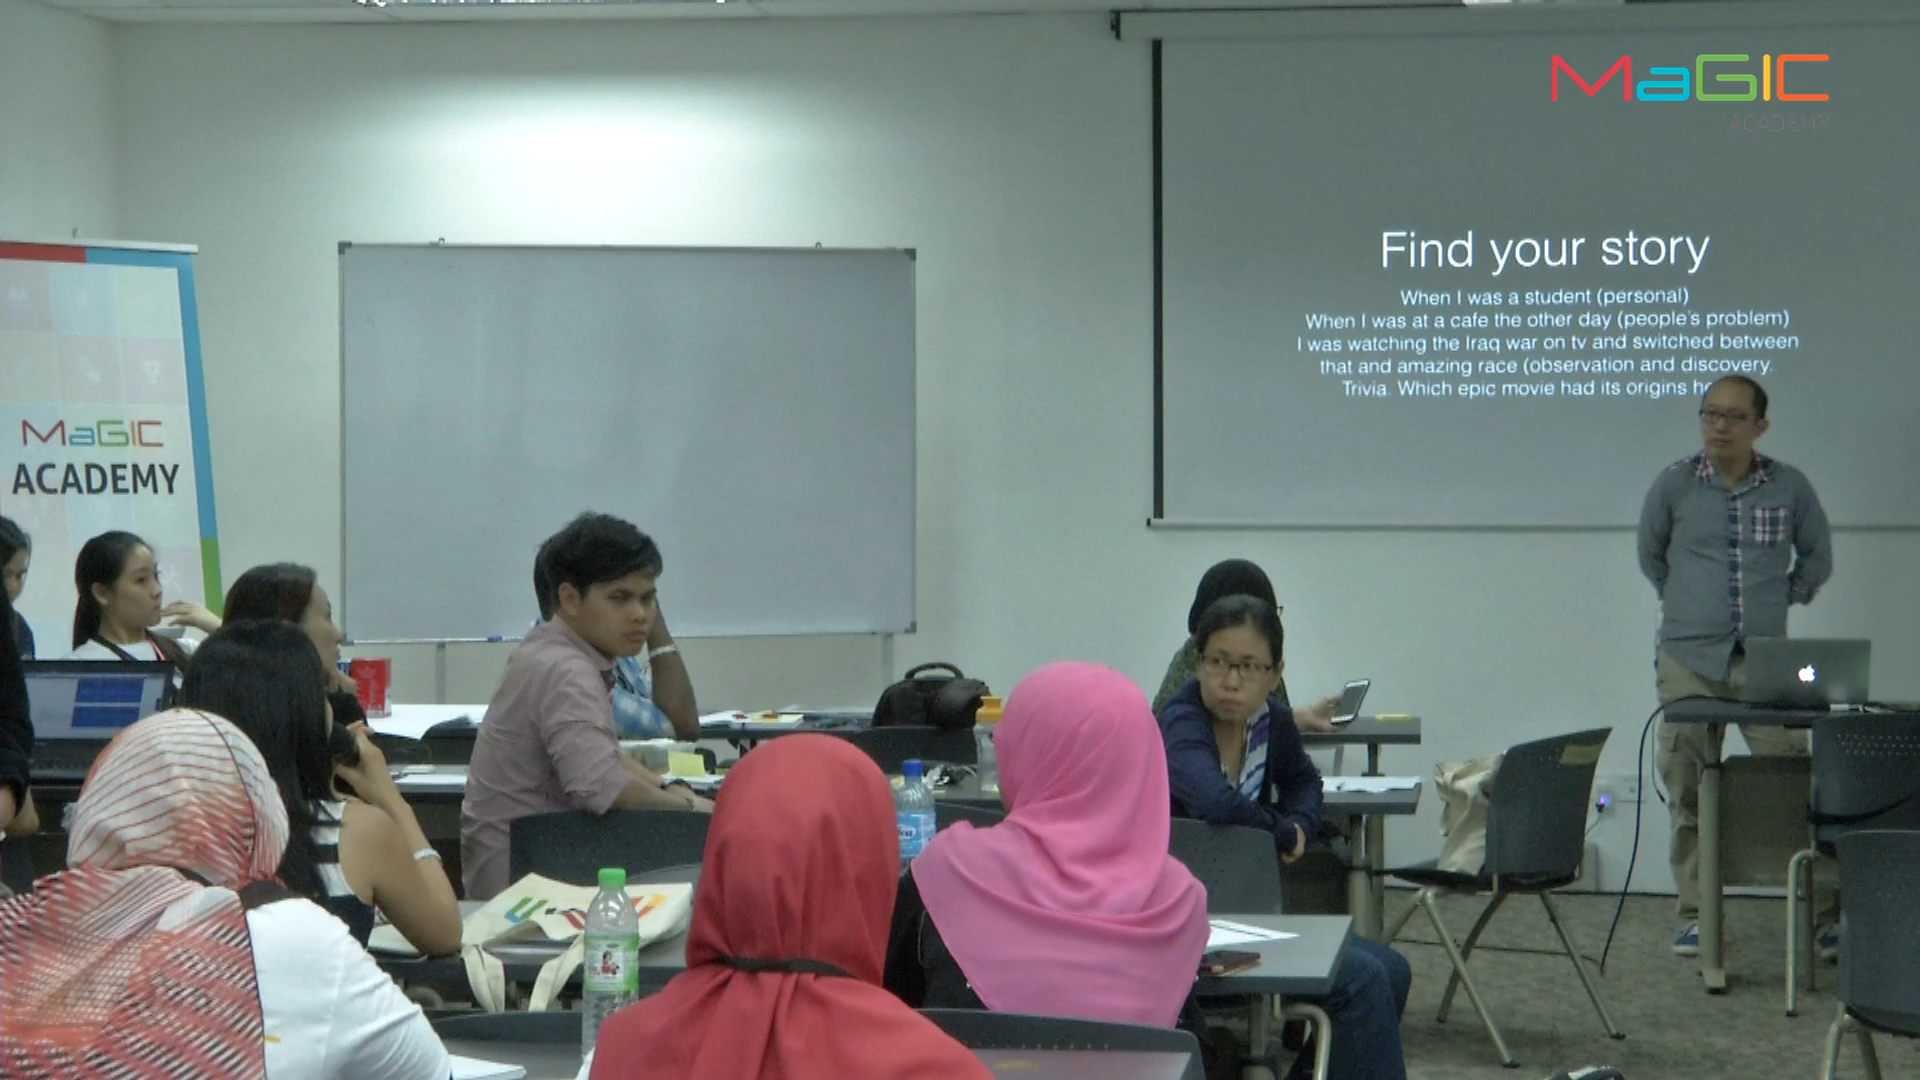 MaGIC
ACADEMY
Find your story
When I was a student (personal)
When I was at a cafe the other day (people's problem)
I was watching the Iraq war on tv and switched between
that and amazing race (observation and discovery.
Trivia. Which epic movie had its origins
MaGIC
ACADEMY